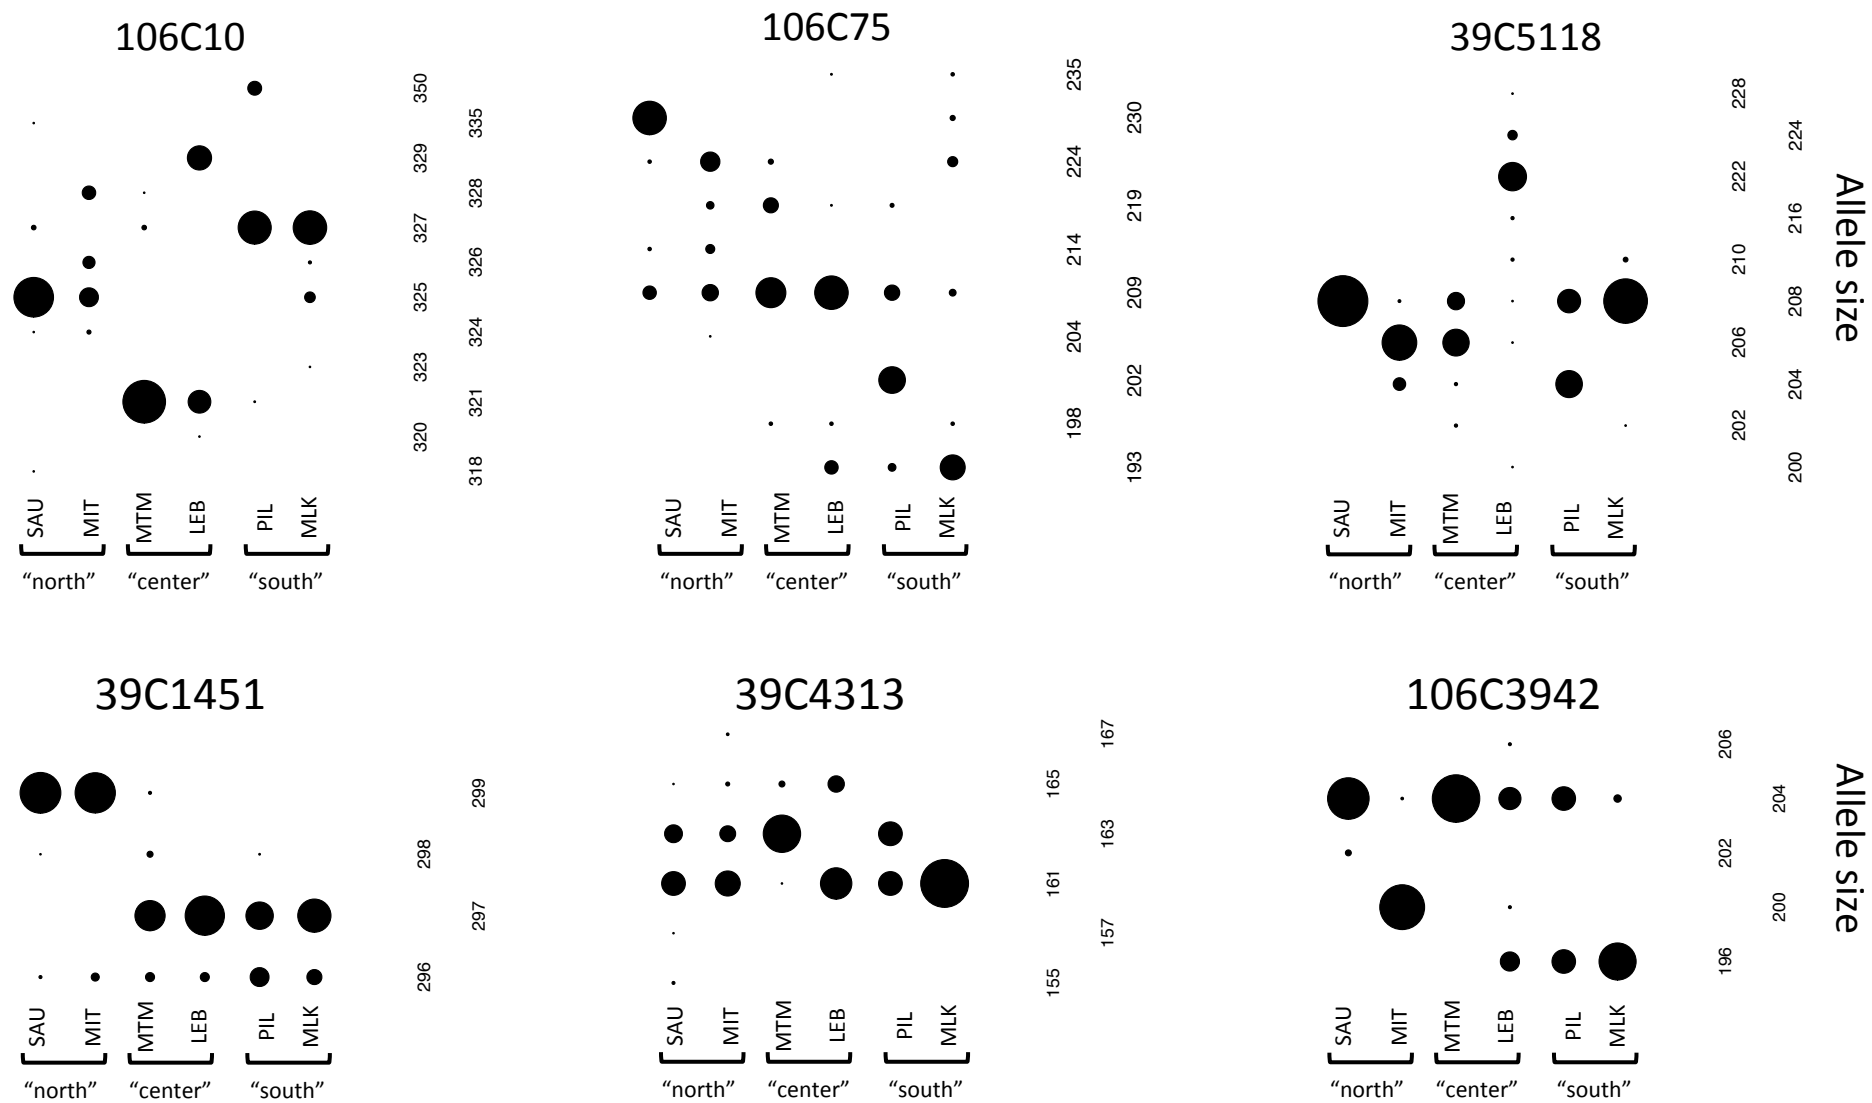 106C10
350
335
329
328
327
326
325
324
323
321
320
318
SAU MIT MTM LEB PIL MLK
“north” “center” “south”
106C75
235
230
224
219
214
209
204
202
198
193
SAU MIT MTM LEB PIL MLK
“north” “center” “south”
39C5118
228
224
222
216
210
208
206
204
202
200
Allele size
SAU MIT MTM LEB PIL MLK
“north” “center” “south”
39C1451
299
298
297
296
SAU MIT MTM LEB PIL MLK
“north” “center” “south”
39C4313
167
165
163
161
157
155
SAU MIT MTM LEB PIL MLK
“north” “center” “south”
106C3942
206
204
202
200
196
Allele size
SAU MIT MTM LEB PIL MLK
“north” “center” “south”